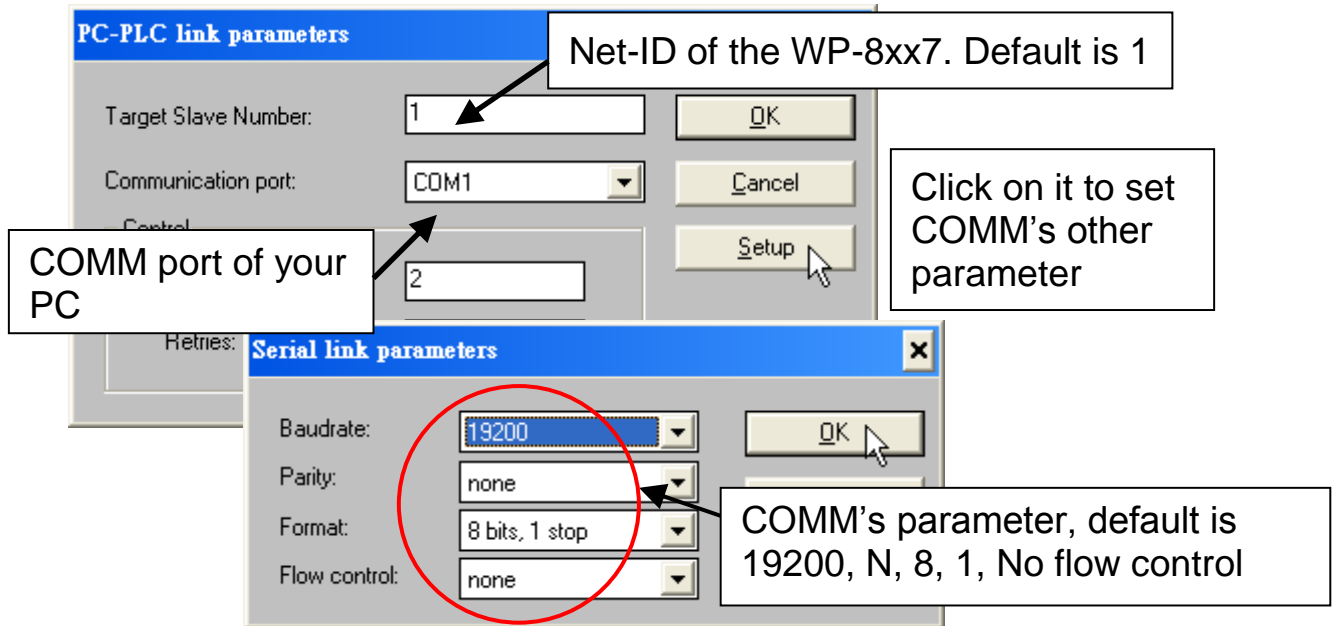 PC-PLC link parameters
Net-ID of the WP-8xx7. Default is 1
Target Slave Number:
1
OK
Communication port:
COM1
Cancel
Click on it to set
COMM's other
parameter
Control
Setup
COMM port of your
PC
2
Retries:
Serial link parameters
Baudrate:
19200
OK
Parity:
none
Format:
8 bits, 1 stop
Flow control:
none
COMM's parameter, default is
19200, N, 8, 1, No flow control